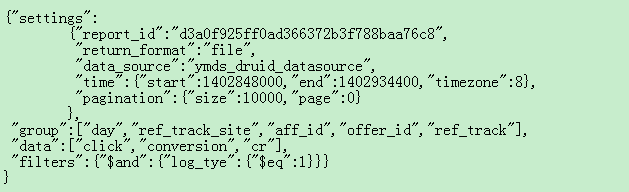 {"settings":
{"report_id":"d3a0f925ff0ad366372b3f788baa76c8",
"return_format":"file",
"data_source":"ymds_druid_datasource",
"time":{"start":1402848000,"end":1402934400,"timezone":8},
"pagination":{"size":10000,"page":0}
},
"group":["day","ref_track_site","aff_id","offer_id","ref_track"],
"data":["click","conversion","cr"],
"filters":{"$and":{"log_tye":{"$eq":1}}}
}